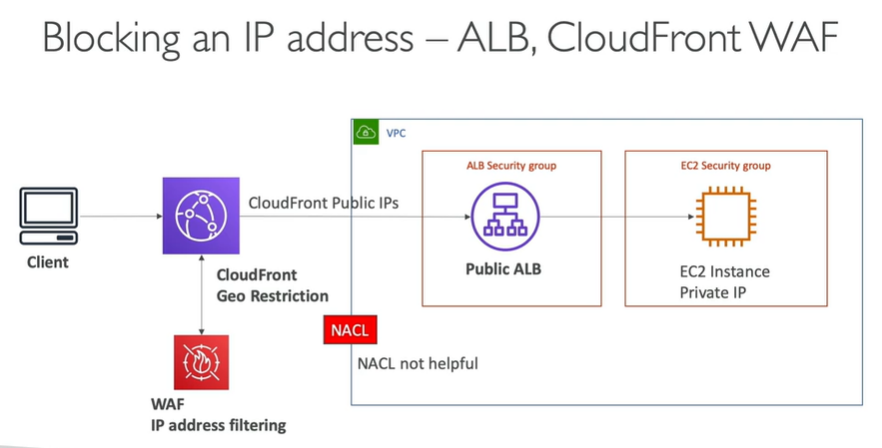 Blocking an IP address – ALB, CloudFront WAF
VPC
ALB Security group
EC2 Security group
CloudFront Public IPs
Client
CloudFront
Geo Restriction
Public ALB
EC2 Instance
Private IP
NACL
NACL not helpful
WAF
IP address filtering